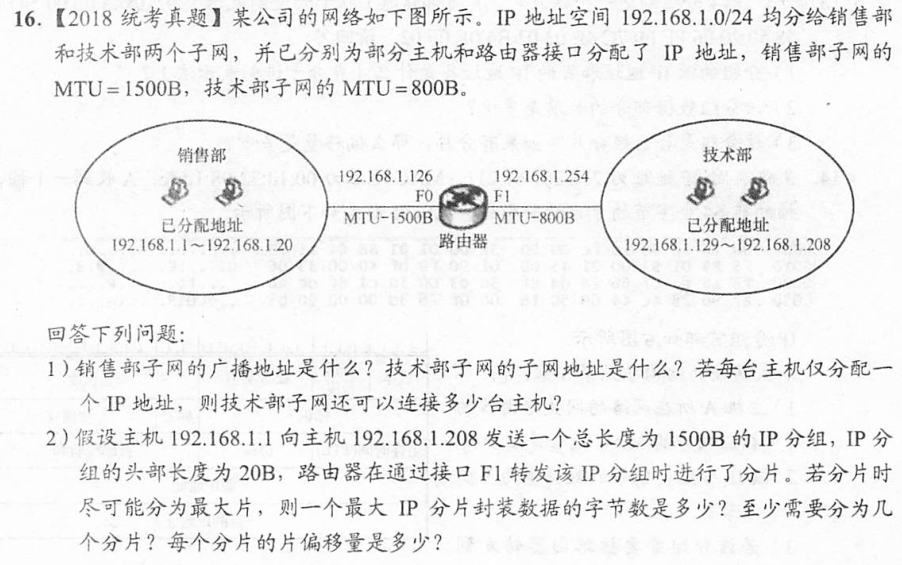 16.【2018 统考真题】某公司的网络如下图所示。IP 地址空间 192.168.1.0/24 均分给销售部
和技术部两个子网，并已分别为部分主机和路由器接口分配了 IP 地址，销售部子网的
MTU=1500B，技术部子网的 MTU=800B。
销售部
已分配地址
192.168.1.1～192.168.1.20
192.168.1.126
F0
MTU-1500B
路由器
192.168.1.254
F1
MTU-800B
技术部
已分配地址
192.168.1.129～192.168.1.208
回答下列问题：
1）销售部子网的广播地址是什么？技术部子网的子网地址是什么？若每台主机仅分配一
个 IP 地址，则技术部子网还可以连接多少台主机？
2）假设主机 192.168.1.1 向主机 192.168.1.208 发送一个总长度为 1500B 的 IP 分组，IP 分
组的头部长度为 20B，路由器在通过接口 F1 转发该 IP 分组时进行了分片。若分片时
尽可能分为最大片，则一个最大 IP 分片封装数据的字节数是多少？至少需要分为几
个分片？每个分片的片偏移量是多少？